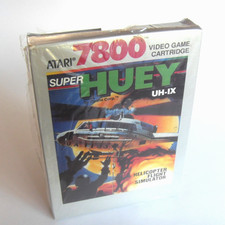 ATARI 7800 VIDEO GAME
CARTRIDGE
SUPER HUEY
UH-IX
HELICOPTER
FLIGHT
SIMULATOR